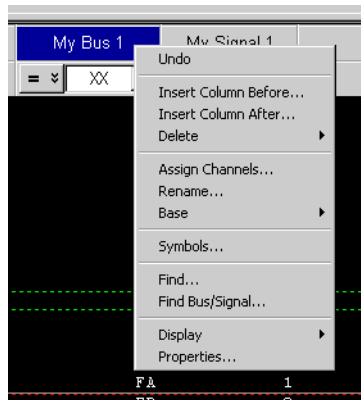 My Bus 1 My Signal 1
= XX
Undo
Insert Column Before...
Insert Column After...
Delete
Assign Channels...
Rename...
Base
Symbols...
Find...
Find Bus/Signal...
Display
Properties...
FA 1